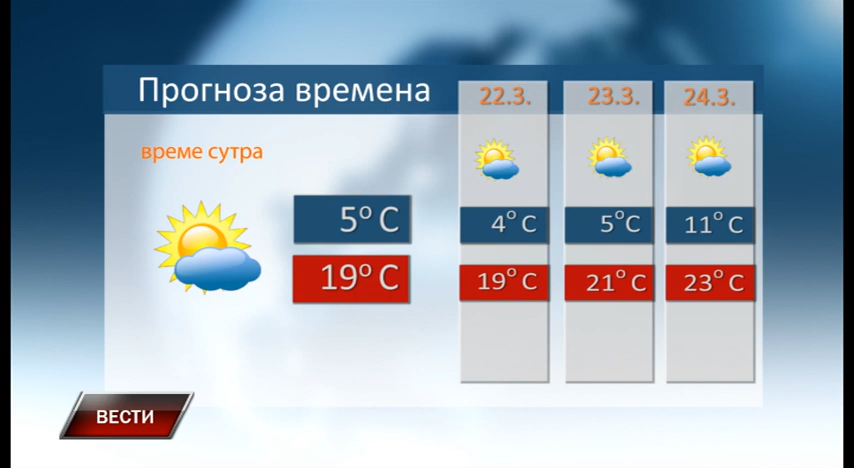 Прогноза времена
време сутра
5° C
19° C
22.3.
23.3.
24.3.
4° C
5°C
11° C
19° C
21° C
23° C
ВЕСТИ